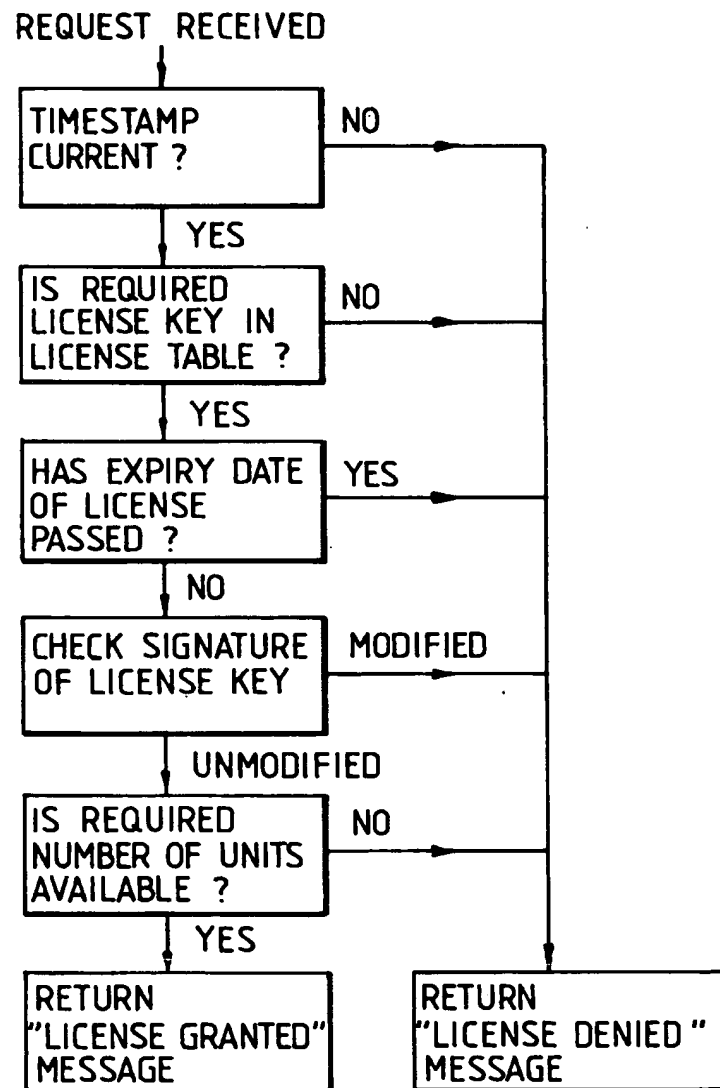 REQUEST RECEIVED
TIMESTAMP
CURRENT ?
NO
YES
IS REQUIRED
LICENSE KEY IN
LICENSE TABLE ?
NO
YES
HAS EXPIRY DATE
OF LICENSE
PASSED ?
YES
NO
CHECK SIGNATURE
OF LICENSE KEY
MODIFIED
UNMODIFIED
IS REQUIRED
NUMBER OF UNITS
AVAILABLE ?
NO
YES
RETURN
"LICENSE GRANTED"
MESSAGE
RETURN
"LICENSE DENIED"
MESSAGE